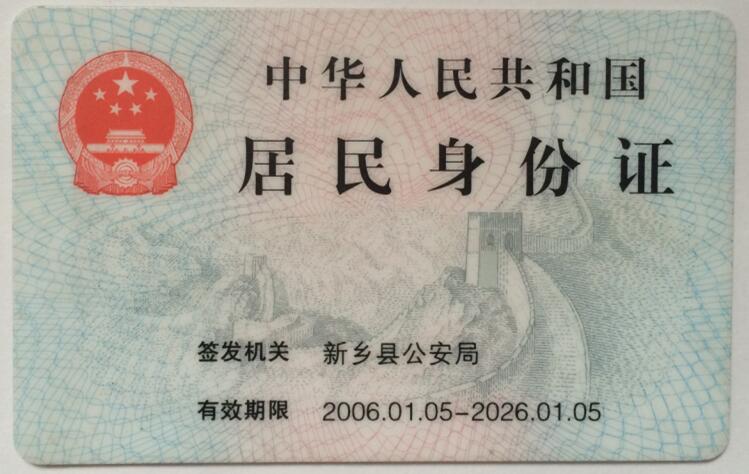 中华人民共和国
居民身份证
签发机关 新乡县公安局
有效期限 2006.01.05-2026.01.05